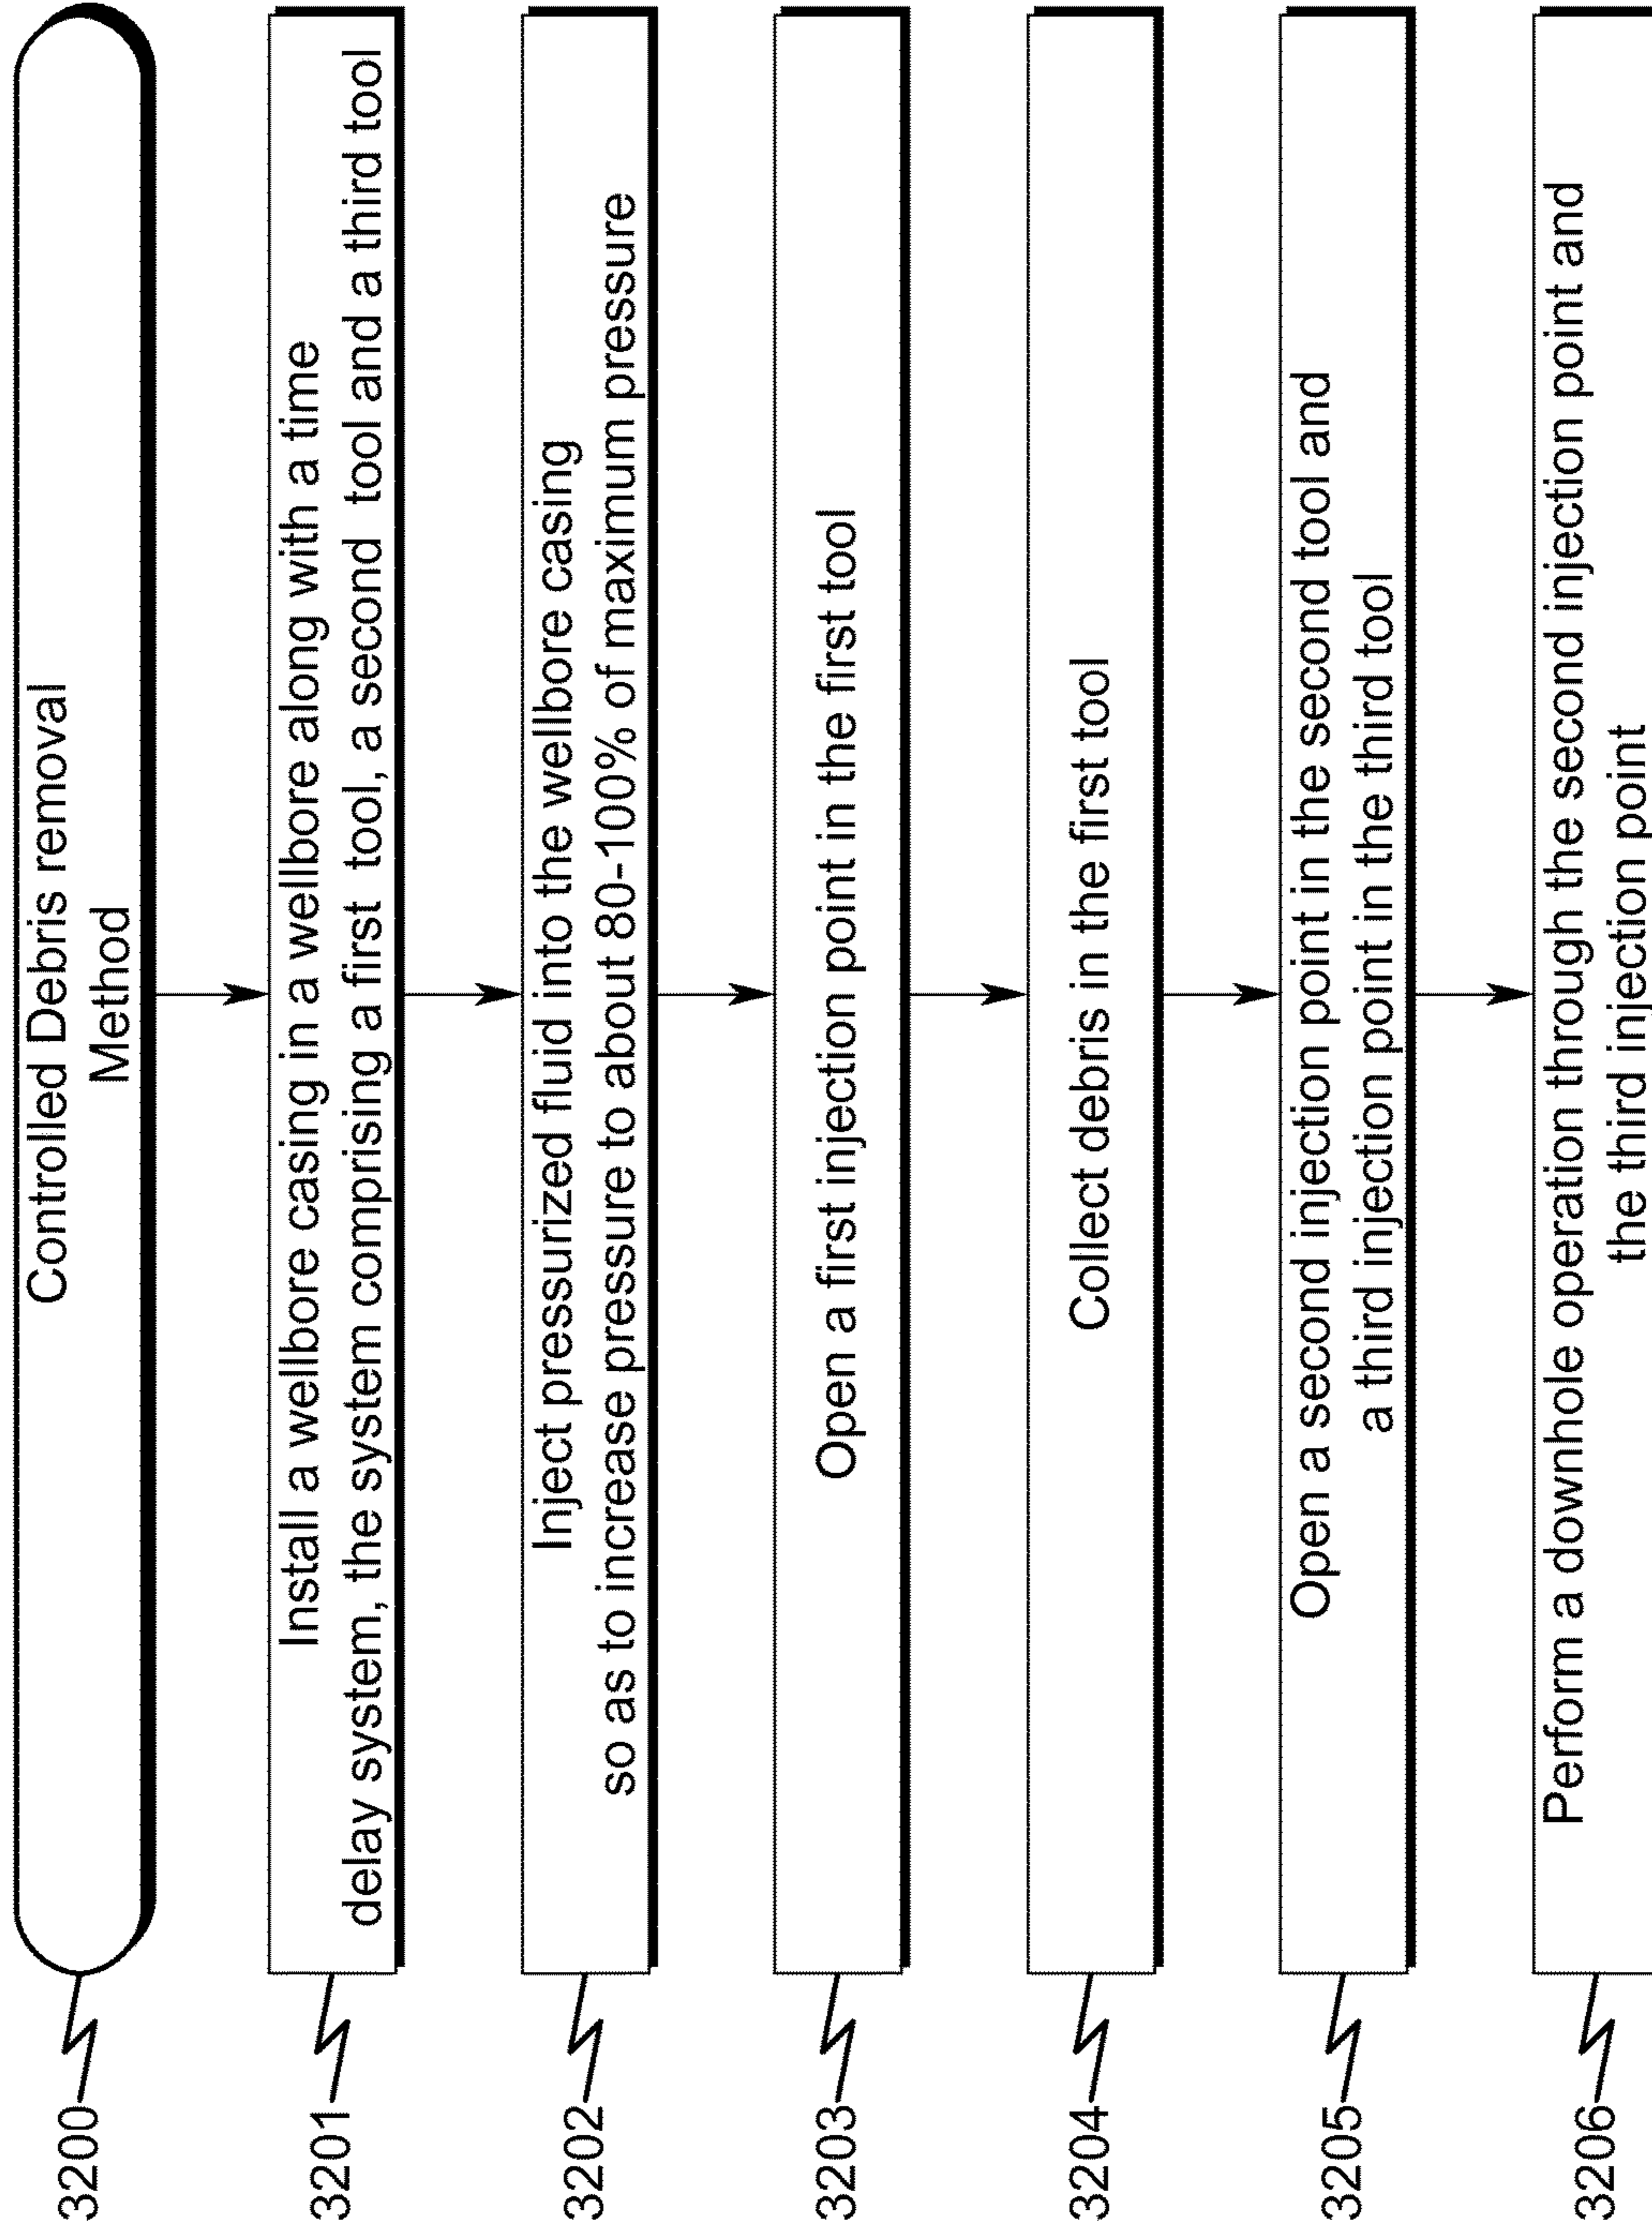 3200
Controlled Debris removal
Method
3201
Install a wellbore casing in a wellbore along with a time
delay system, the system comprising a first tool, a second tool and a third tool
3202
Inject pressurized fluid into the wellbore casing
so as to increase pressure to about 80-100% of maximum pressure
3203
Open a first injection point in the first tool
3204
Collect debris in the first tool
3205
Open a second injection point in the second tool and
a third injection point in the third tool
3206
Perform a downhole operation through the second injection point and
the third injection point